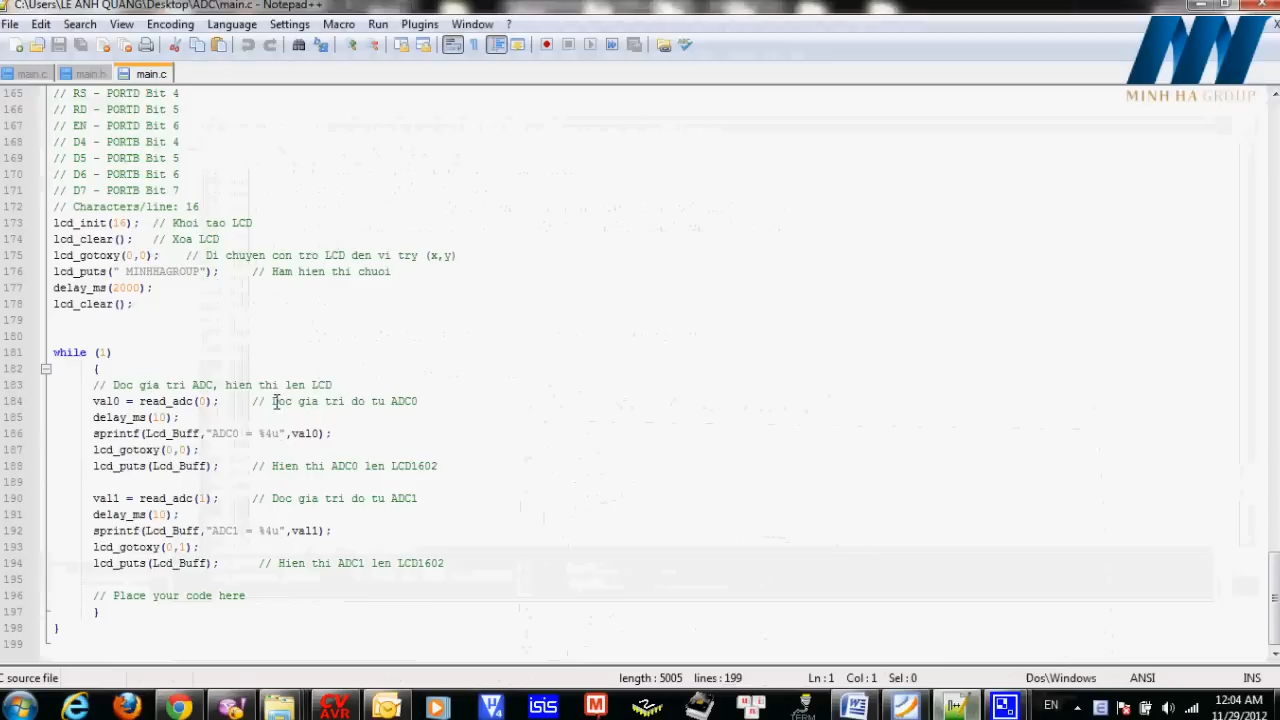 C:\Users\LE ANH QUANG\Desktop\ADC\main.c - Notepad++
File Edit Search View Encoding Language Settings Macro Run Plugins Window ?
main.c main.h main.c
MINH HA GROUP
165 // RS - PORTD Bit 4
166 // RD - PORTD Bit 5
167 // EN - PORTD Bit 6
168 // D4 - PORTB Bit 4
169 // D5 - PORTB Bit 5
170 // D6 - PORTB Bit 6
171 // D7 - PORTB Bit 7
172 // Characters/line: 16
173 lcd_init(16); // Khoi tao LCD
174 lcd_clear(); // Xoa LCD
175 lcd_gotoxy(0,0); // Di chuyen con tro LCD den vi try (x,y)
176 lcd_puts(" MINHHAGROUP"); // Ham hien thi chuoi
177 delay_ms(2000);
178 lcd_clear();
179
180
181 while (1)
182 {
183 // Doc gia tri ADC, hien thi len LCD
184 val0 = read_adc(0); // Doc gia tri do tu ADC0
185 delay_ms(10);
186 sprintf(Lcd_Buff,"ADC0 = %4u",val0);
187 lcd_gotoxy(0,0);
188 lcd_puts(Lcd_Buff); // Hien thi ADC0 len LCD1602
189
190 val1 = read_adc(1); // Doc gia tri do tu ADC1
191 delay_ms(10);
192 sprintf(Lcd_Buff,"ADC1 = %4u",val1);
193 lcd_gotoxy(0,1);
194 lcd_puts(Lcd_Buff); // Hien thi ADC1 len LCD1602
195
196 // Place your code here
197 }
198 }
199
C source file length : 5005 lines : 199 Ln : 1 Col : 1 Sel : 0 Dos\Windows ANSI INS
CV AVR isis TERM EN 12:04 AM
11/29/2012